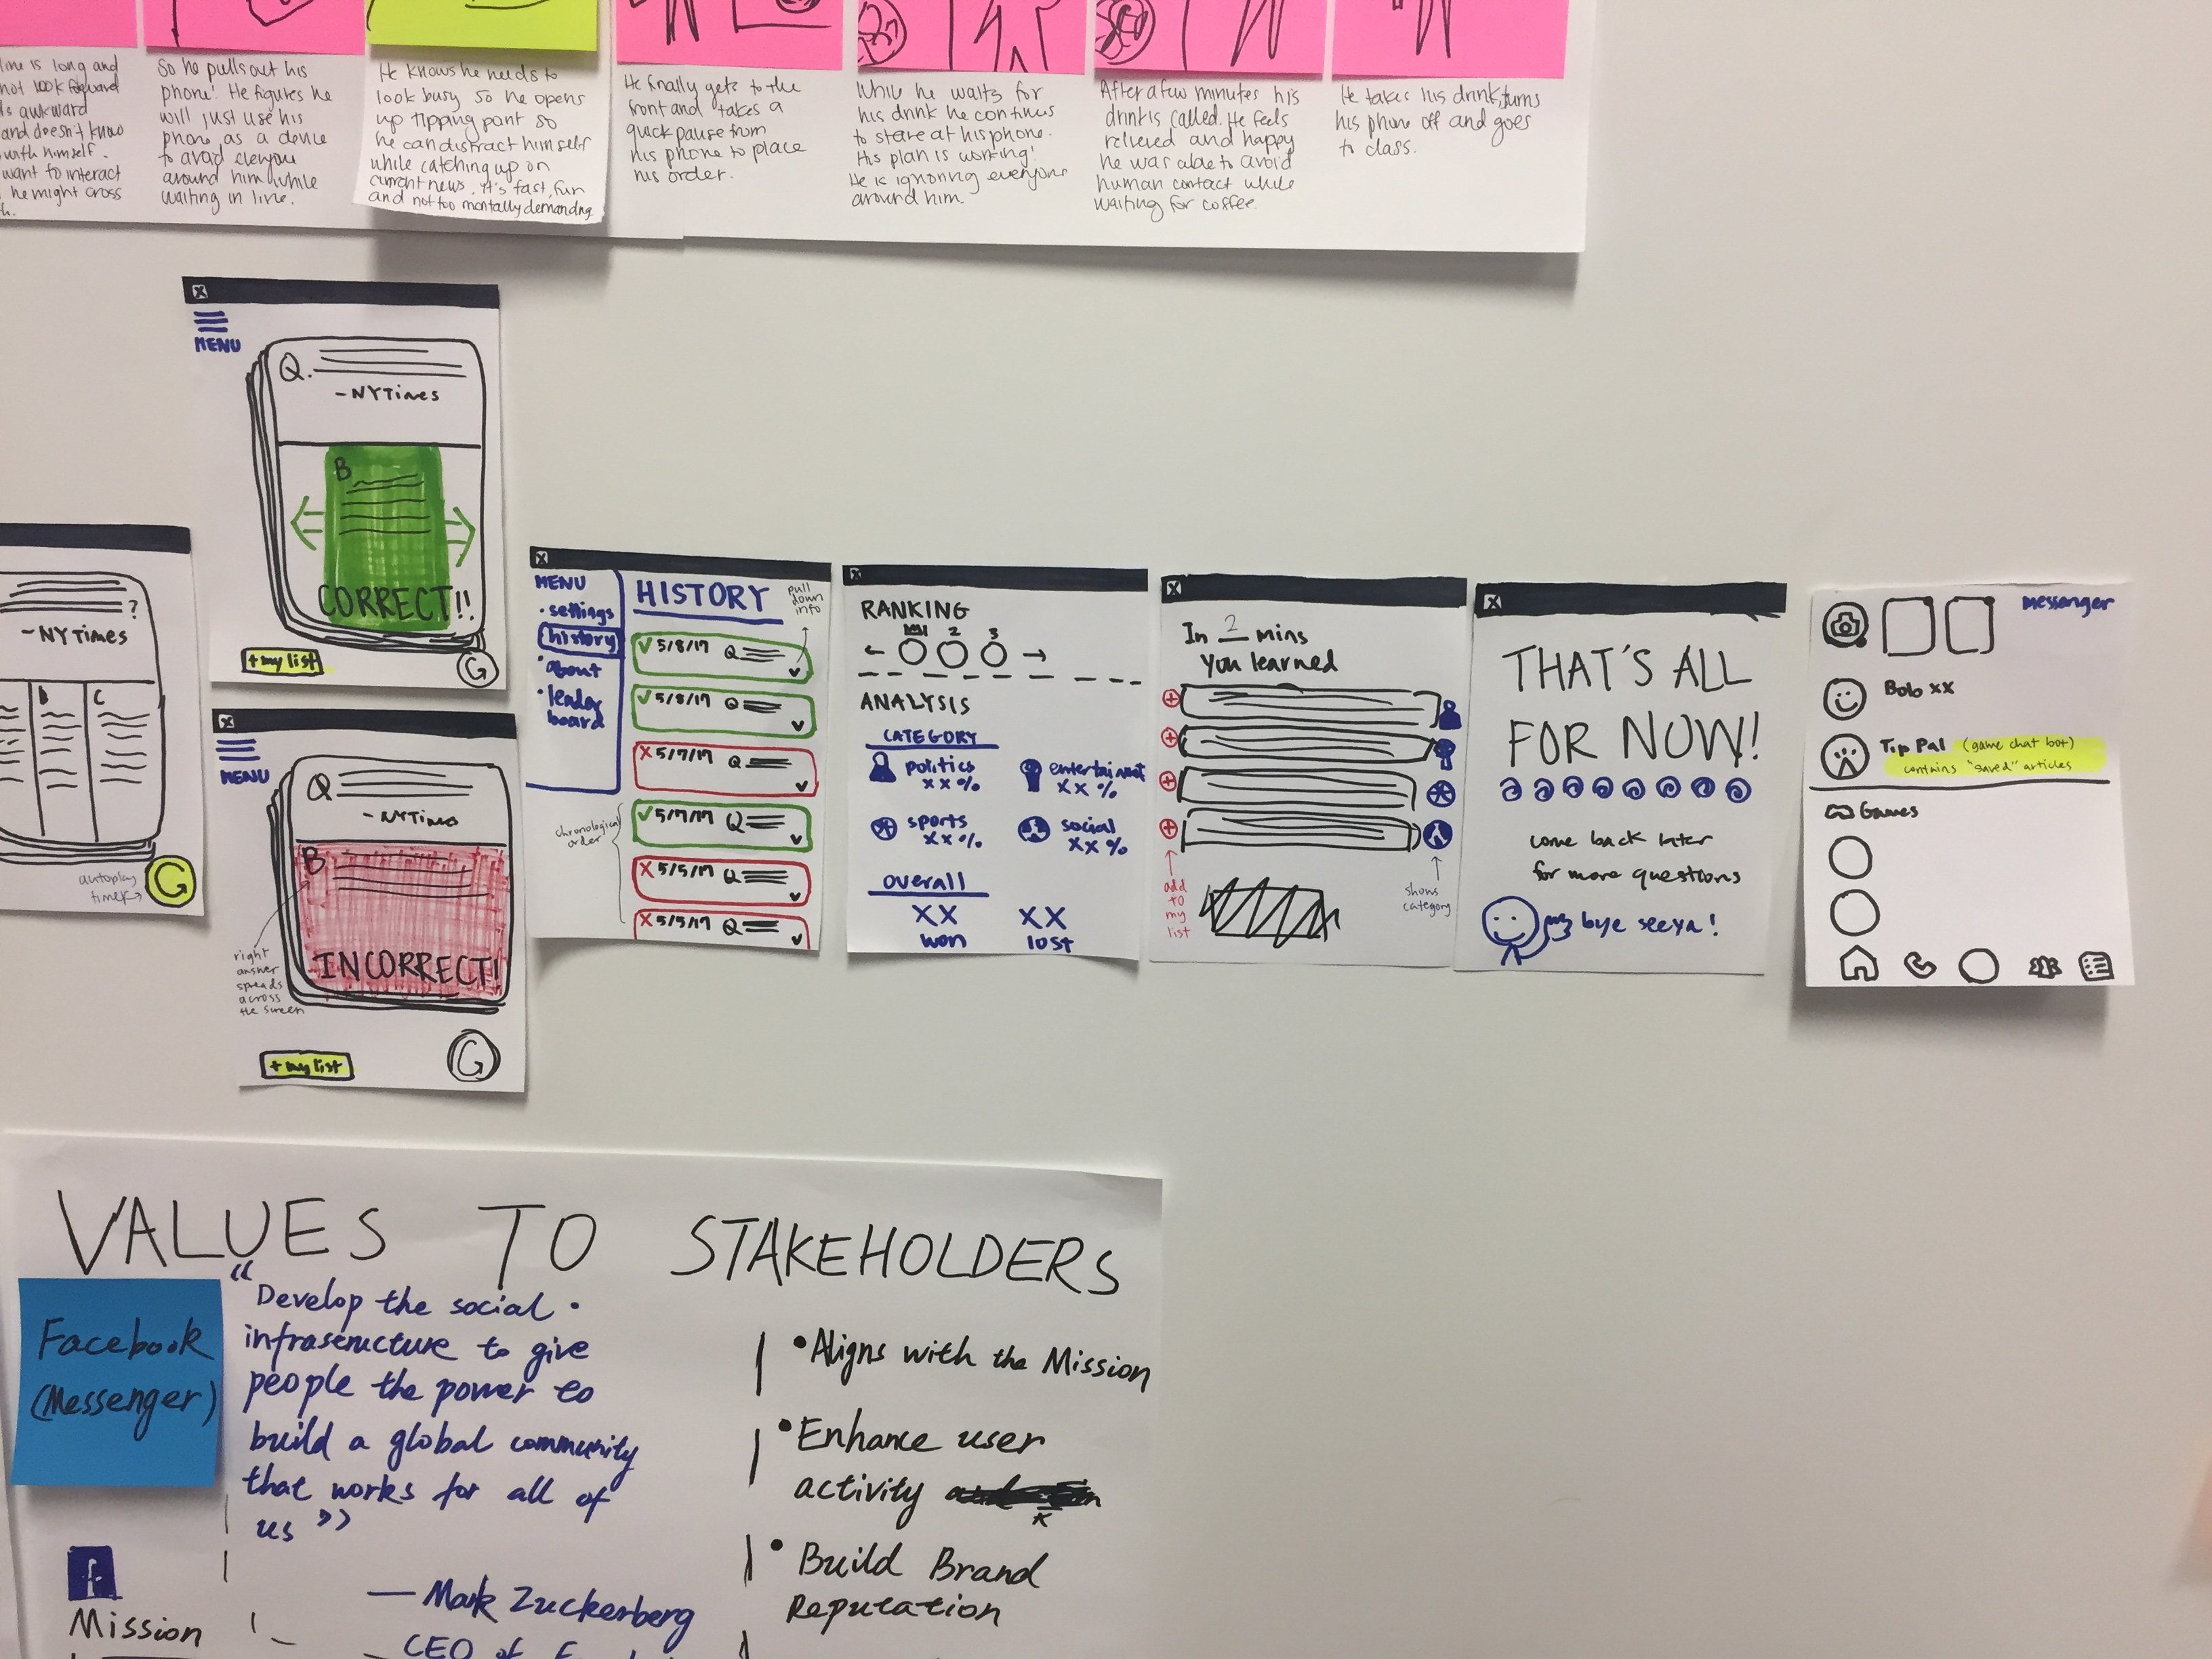 line is long and
not look forward
is awkward
and doesn't know
with himself.
want to interact
he might cross
So he pulls out his
phone! He figures he
will just use his
phone as a device
to avoid everyone
around him while
waiting in line.
He knows he needs to
look busy so he opens
up tipping point so
he can distract himself
while catching up on
current news. it's fast, fun
and not too mentally demanding
He finally gets to the
front and takes a
quick pause from
his phone to place
his order.
While he waits for
his drink he continues
to stare at his phone.
His plan is working!
He is ignoring everyone
around him.
After a few minutes his
drink is called. He feels
relieved and happy
he was able to avoid
human contact while
waiting for coffee.
He takes his drink, turns
his phone off and goes
to class.
?
-NYTimes
B
C
autoplay
timer
X
MENU
Q.
-NYTimes
B
CORRECT!!
+my list
X
MENU
Q
-NYTimes
B
INCORRECT!
right
answer
spreads
across
the screen
+my list
X
MENU
• settings
history
• about
• leader
board
HISTORY
pull
down
info
✓ 5/8/17 Q
✓ 5/8/17 Q
X 5/7/17 Q
✓ 5/7/17 Q
X 5/5/17 Q
X 5/5/17 Q
chronological
order
X
RANKING
2 3
ANALYSIS
CATEGORY
politics
XX%
entertainment
XX%
sports
XX%
social
XX%
overall
XX
won
XX
lost
X
In 2 mins
You learned
add
to
my
list
shows
category
X
THAT'S ALL
FOR NOW!
come back later
for more questions
bye seeya!
Messenger
Bolo xx
Tip Pal (game chat bot)
contains "saved" articles
Games
VALUES TO STAKEHOLDERS
Facebook
(Messenger)
"Develop the social
infrastructure to give
people the power to
build a global community
that works for all of
us"
— Mark Zuckerberg
CEO of
f
Mission
• Aligns with the Mission
• Enhance user
activity
• Build Brand
Reputation